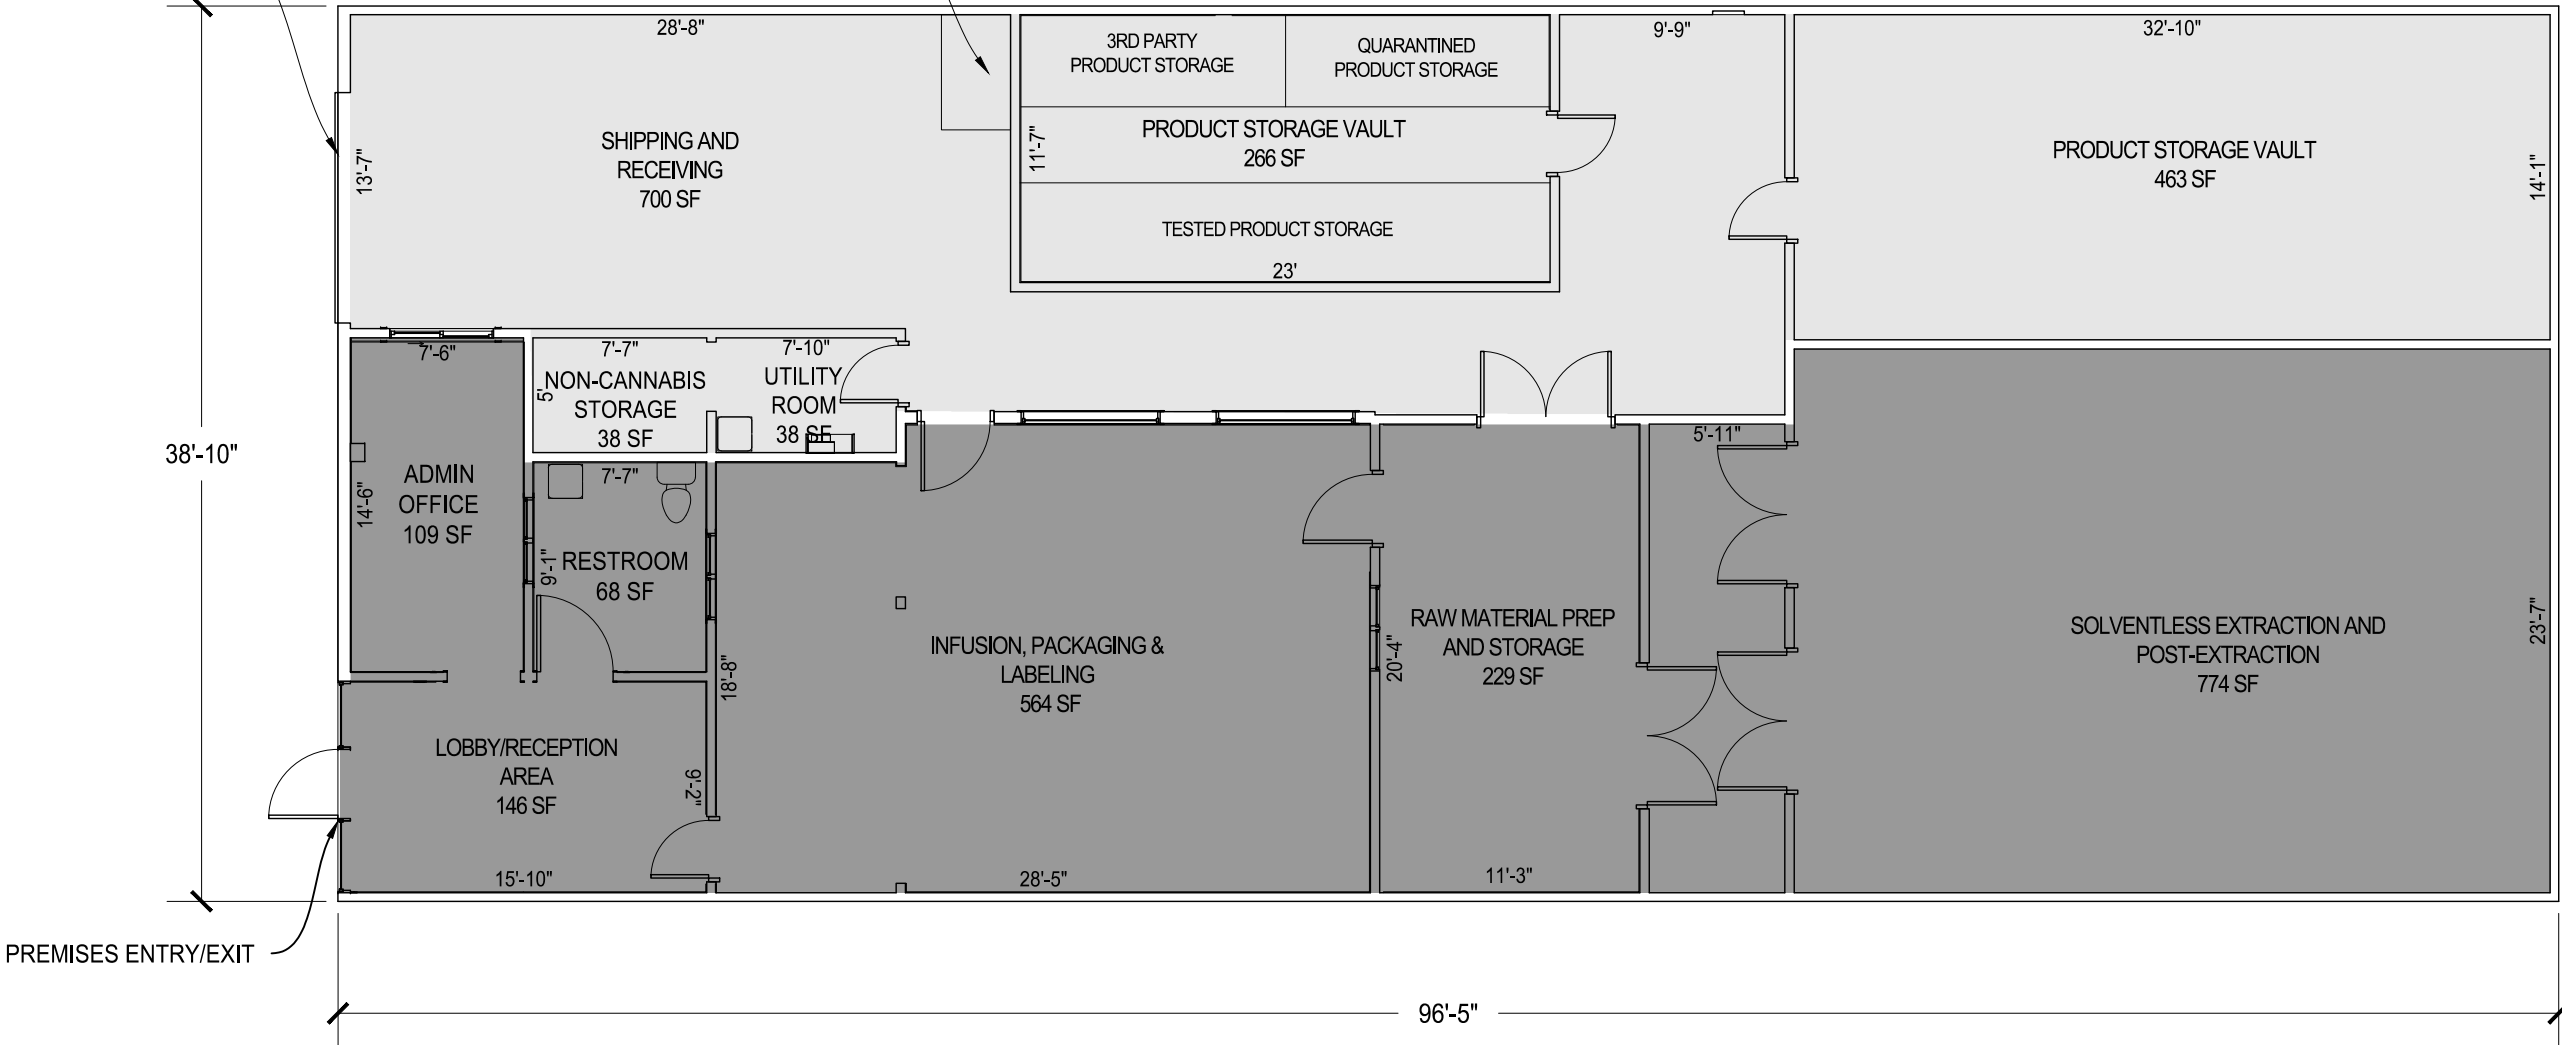 28'-8"
9'-9"
32'-10"
3RD PARTY
PRODUCT STORAGE
QUARANTINED
PRODUCT STORAGE
SHIPPING AND
RECEIVING
700 SF
13'-7"
11'-7"
PRODUCT STORAGE VAULT
266 SF
TESTED PRODUCT STORAGE
23'
PRODUCT STORAGE VAULT
463 SF
14'-1"
7'-6"
7'-7"
7'-10"
5'
NON-CANNABIS
STORAGE
38 SF
UTILITY
ROOM
38 SF
5'-11"
38'-10"
ADMIN
OFFICE
109 SF
14'-6"
7'-7"
9'-1"
RESTROOM
68 SF
INFUSION, PACKAGING &
LABELING
564 SF
18'-8"
28'-5"
RAW MATERIAL PREP
AND STORAGE
229 SF
20'-4"
11'-3"
SOLVENTLESS EXTRACTION AND
POST-EXTRACTION
774 SF
23'-7"
LOBBY/RECEPTION
AREA
146 SF
9'-2"
15'-10"
PREMISES ENTRY/EXIT
96'-5"